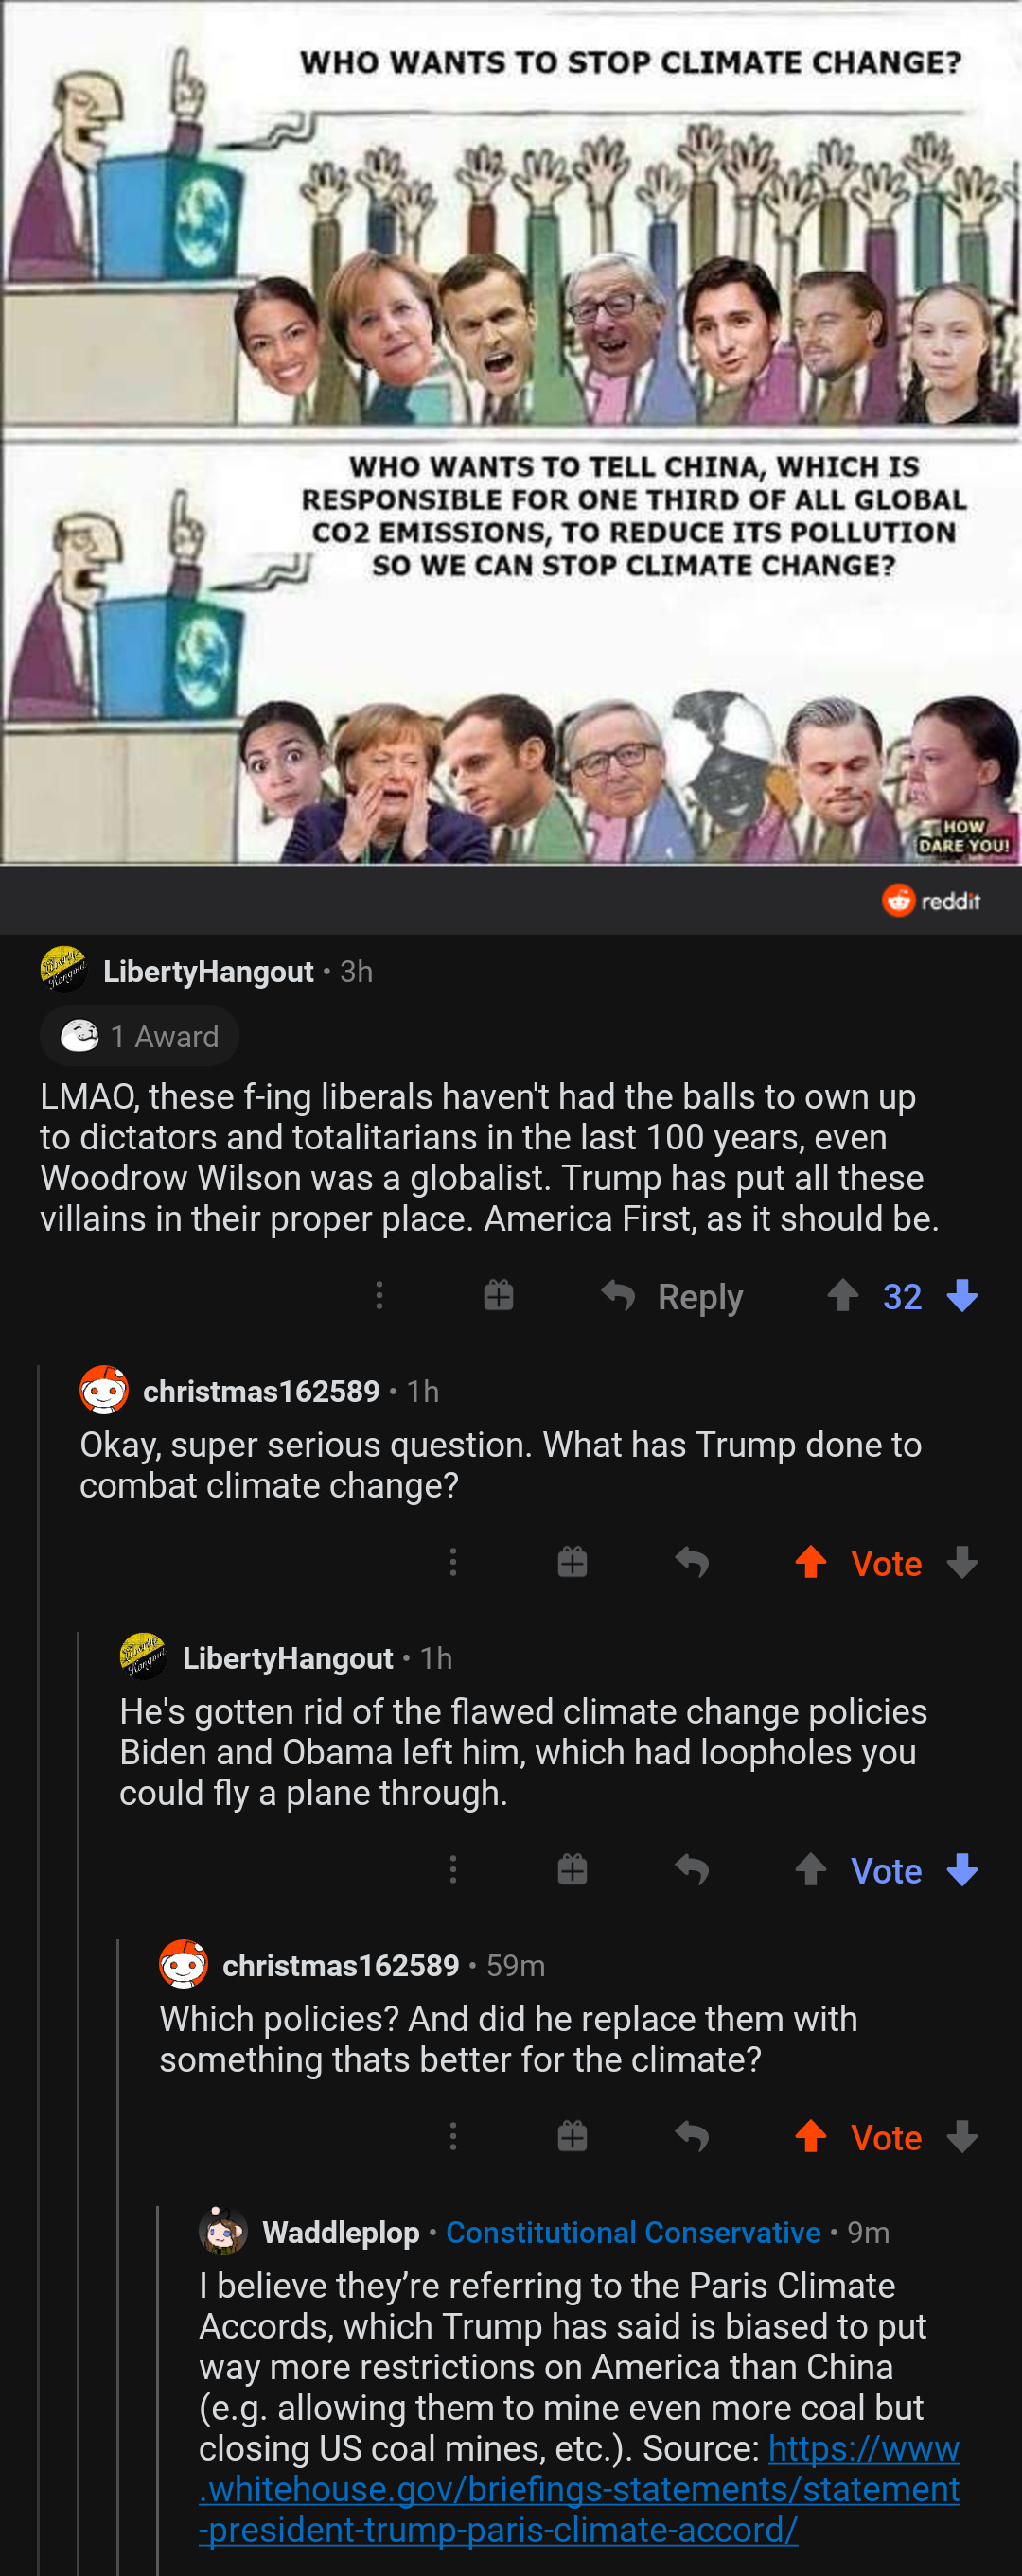 WHO WANTS TO STOP CLIMATE CHANGE?
WHO WANTS TO TELL CHINA, WHICH IS
RESPONSIBLE FOR ONE THIRD OF ALL GLOBAL
CO2 EMISSIONS, TO REDUCE ITS POLLUTION
SO WE CAN STOP CLIMATE CHANGE?
HOW
DARE YOU!
reddit
Liberty
Hangout
LibertyHangout • 3h
1 Award
LMAO, these f-ing liberals haven't had the balls to own up
to dictators and totalitarians in the last 100 years, even
Woodrow Wilson was a globalist. Trump has put all these
villains in their proper place. America First, as it should be.
Reply 32
christmas162589 • 1h
Okay, super serious question. What has Trump done to
combat climate change?
Vote
Liberty
Hangout
LibertyHangout • 1h
He's gotten rid of the flawed climate change policies
Biden and Obama left him, which had loopholes you
could fly a plane through.
Vote
christmas162589 • 59m
Which policies? And did he replace them with
something thats better for the climate?
Vote
Waddleplop • Constitutional Conservative • 9m
I believe they’re referring to the Paris Climate
Accords, which Trump has said is biased to put
way more restrictions on America than China
(e.g. allowing them to mine even more coal but
closing US coal mines, etc.). Source: https://www
.whitehouse.gov/briefings-statements/statement
-president-trump-paris-climate-accord/